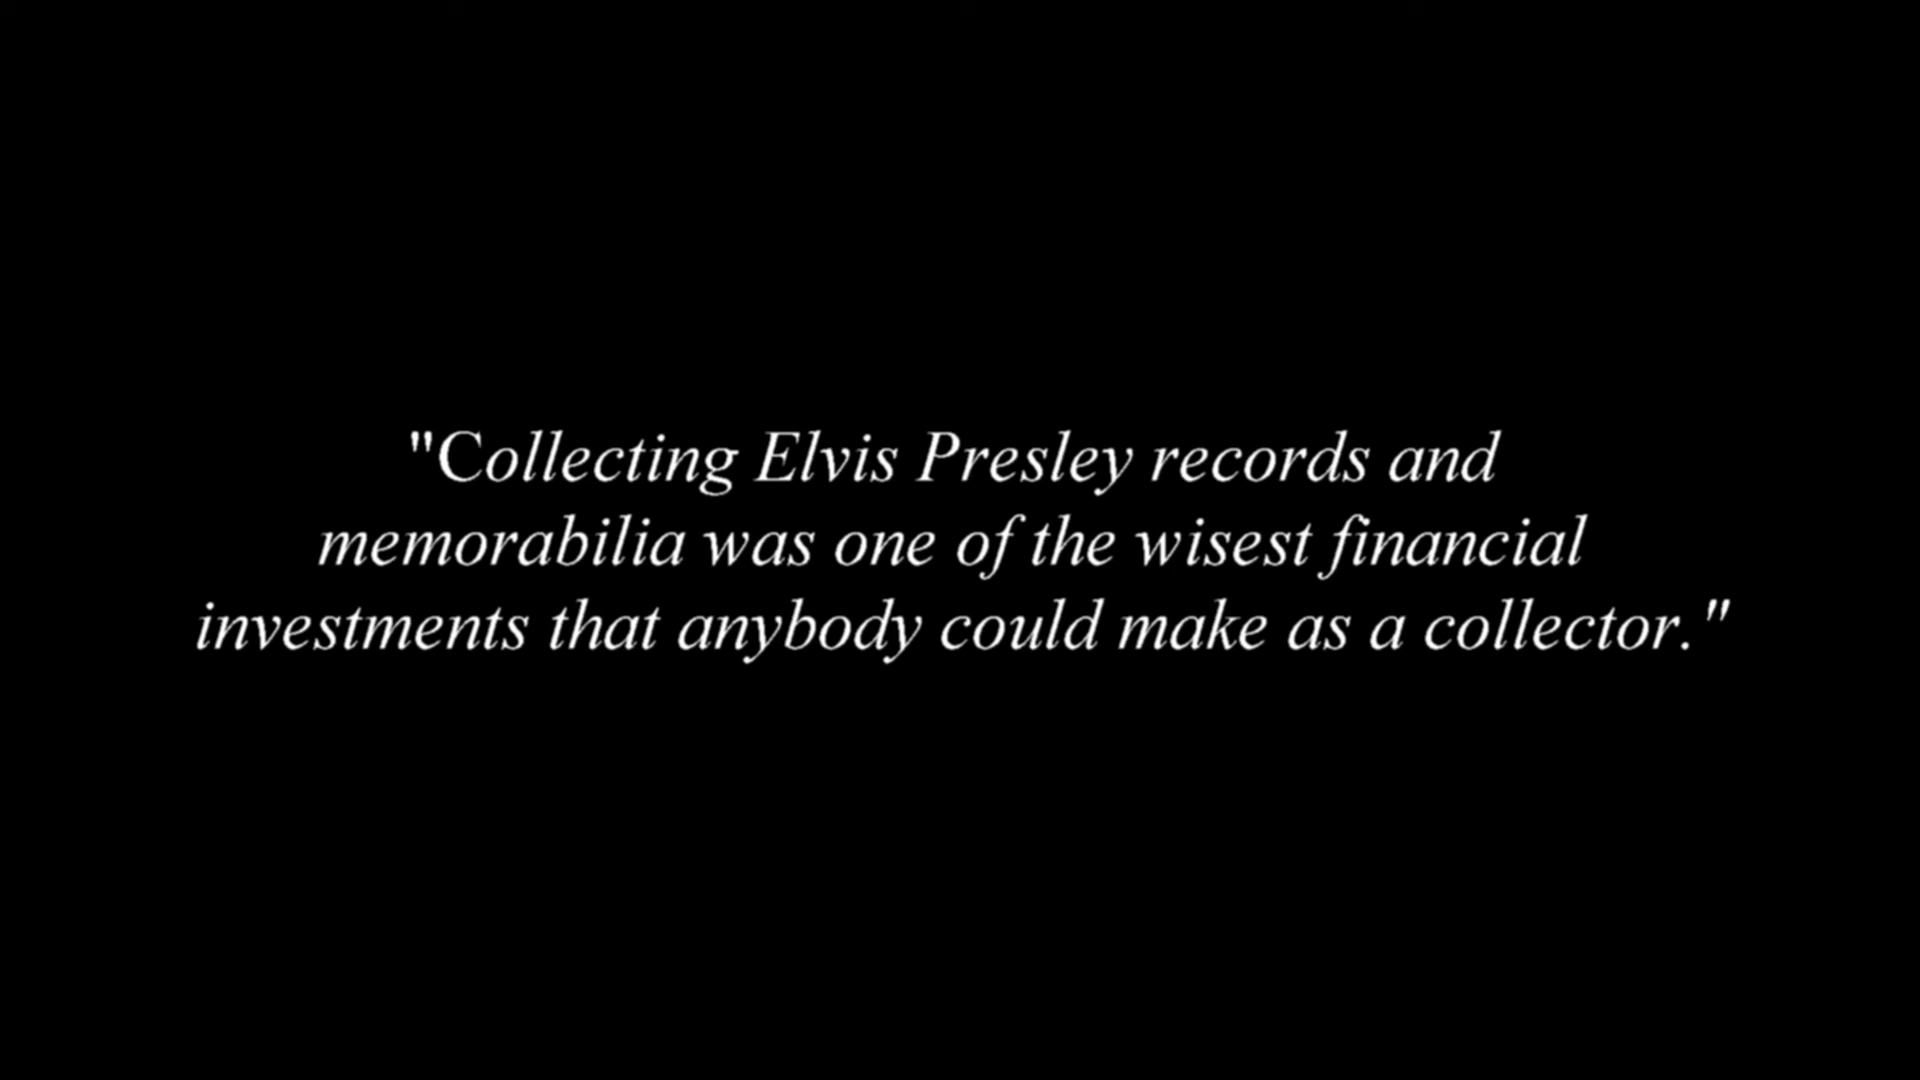 "Collecting Elvis Presley records and
memorabilia was one of the wisest financial
investments that anybody could make as a collector."